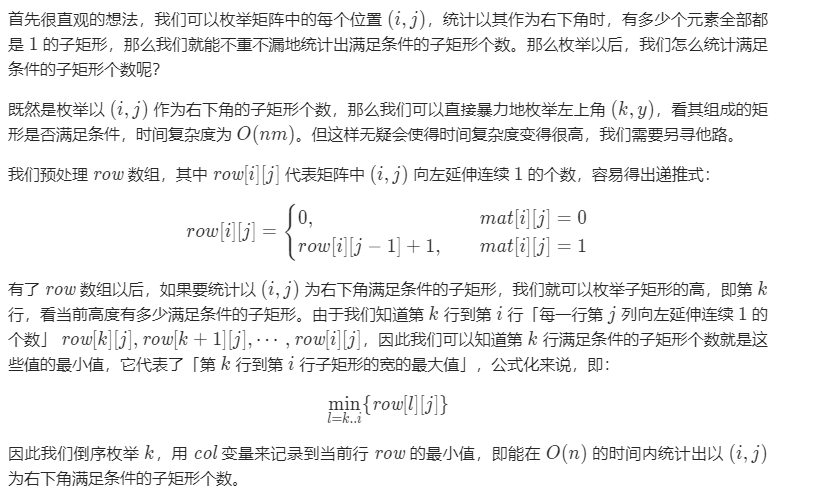 首先很直观的想法，我们可以枚举矩阵中的每个位置 (i, j)，统计以其作为右下角时，有多少个元素全部都
是 1 的子矩形，那么我们就能不重不漏地统计出满足条件的子矩形个数。那么枚举以后，我们怎么统计满足
条件的子矩形个数呢？
既然是枚举以 (i, j) 作为右下角的子矩形个数，那么我们可以直接暴力地枚举左上角 (k, y)，看其组成的矩
形是否满足条件，时间复杂度为 O(nm)。但这样无疑会使得时间复杂度变得很高，我们需要另寻他路。
我们预处理 row 数组，其中 row[i][j] 代表矩阵中 (i, j) 向左延伸连续 1 的个数，容易得出递推式：
row[i][j] = { 0, mat[i][j] = 0
row[i][j − 1] + 1, mat[i][j] = 1
有了 row 数组以后，如果要统计以 (i, j) 为右下角满足条件的子矩形，我们就可以枚举子矩形的高，即第 k
行，看当前高度有多少满足条件的子矩形。由于我们知道第 k 行到第 i 行「每一行第 j 列向左延伸连续 1 的
个数」 row[k][j], row[k + 1][j], ⋯ , row[i][j]，因此我们可以知道第 k 行满足条件的子矩形个数就是这
些值的最小值，它代表了「第 k 行到第 i 行子矩形的宽的最大值」，公式化来说，即：
min{row[l][j]}
l=k..i
因此我们倒序枚举 k，用 col 变量来记录到当前行 row 的最小值，即能在 O(n) 的时间内统计出以 (i, j)
为右下角满足条件的子矩形个数。